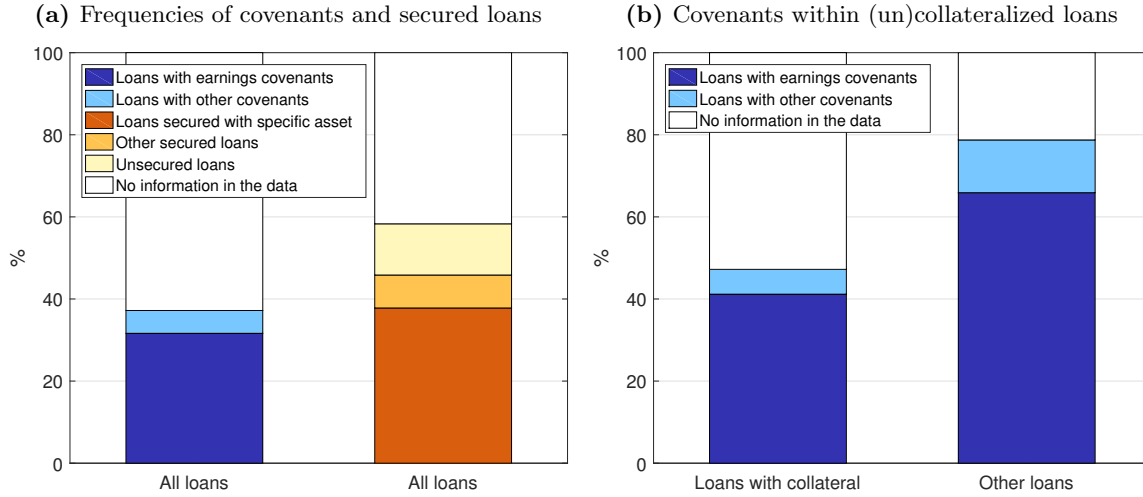 (a) Frequencies of covenants and secured loans
100
80
60
40
20
0
%
Loans with earnings covenants
Loans with other covenants
Loans secured with specific asset
Other secured loans
Unsecured loans
No information in the data
All loans
All loans
(b) Covenants within (un)collateralized loans
100
80
60
40
20
0
%
Loans with earnings covenants
Loans with other covenants
No information in the data
Loans with collateral
Other loans